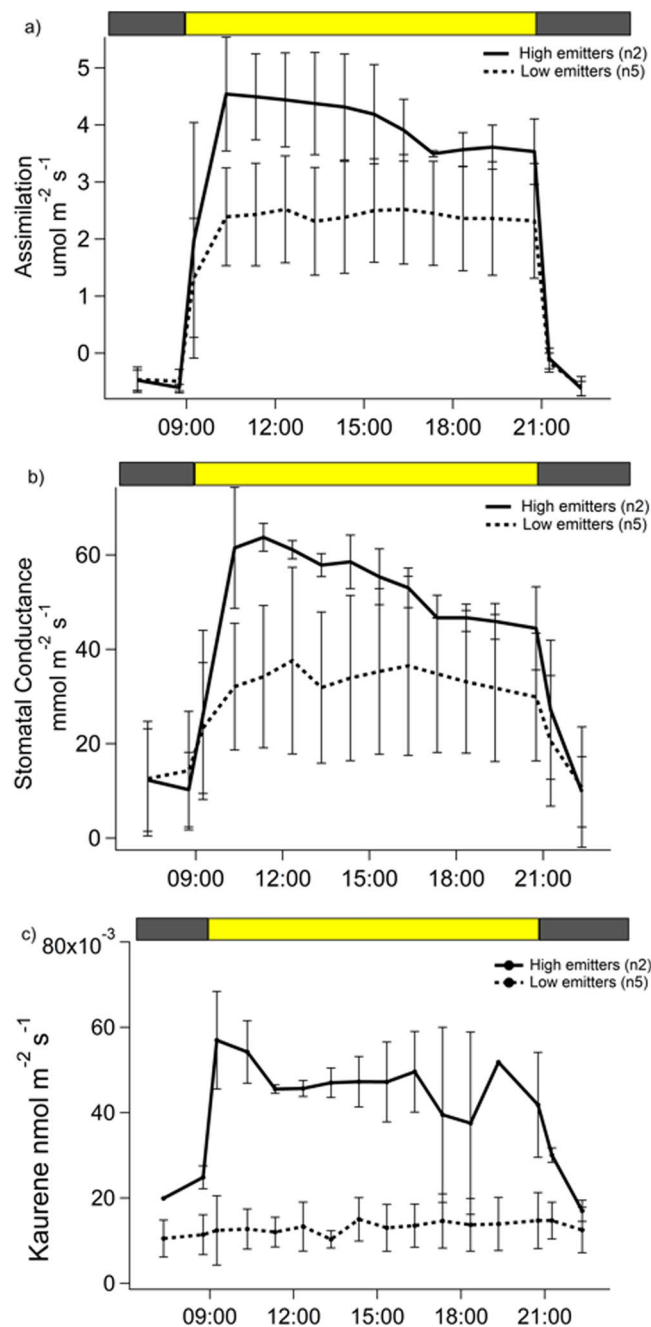 a)
High emitters (n2)
Low emitters (n5)
5
4
3
2
1
0
Assimilation
umol m⁻² s⁻¹
09:00 12:00 15:00 18:00 21:00
b)
High emitters (n2)
Low emitters (n5)
60
40
20
0
Stomatal Conductance
mmol m⁻² s⁻¹
09:00 12:00 15:00 18:00 21:00
c)
80x10⁻³
High emitters (n2)
Low emitters (n5)
60
40
20
0
Kaurene nmol m⁻² s⁻¹
09:00 12:00 15:00 18:00 21:00